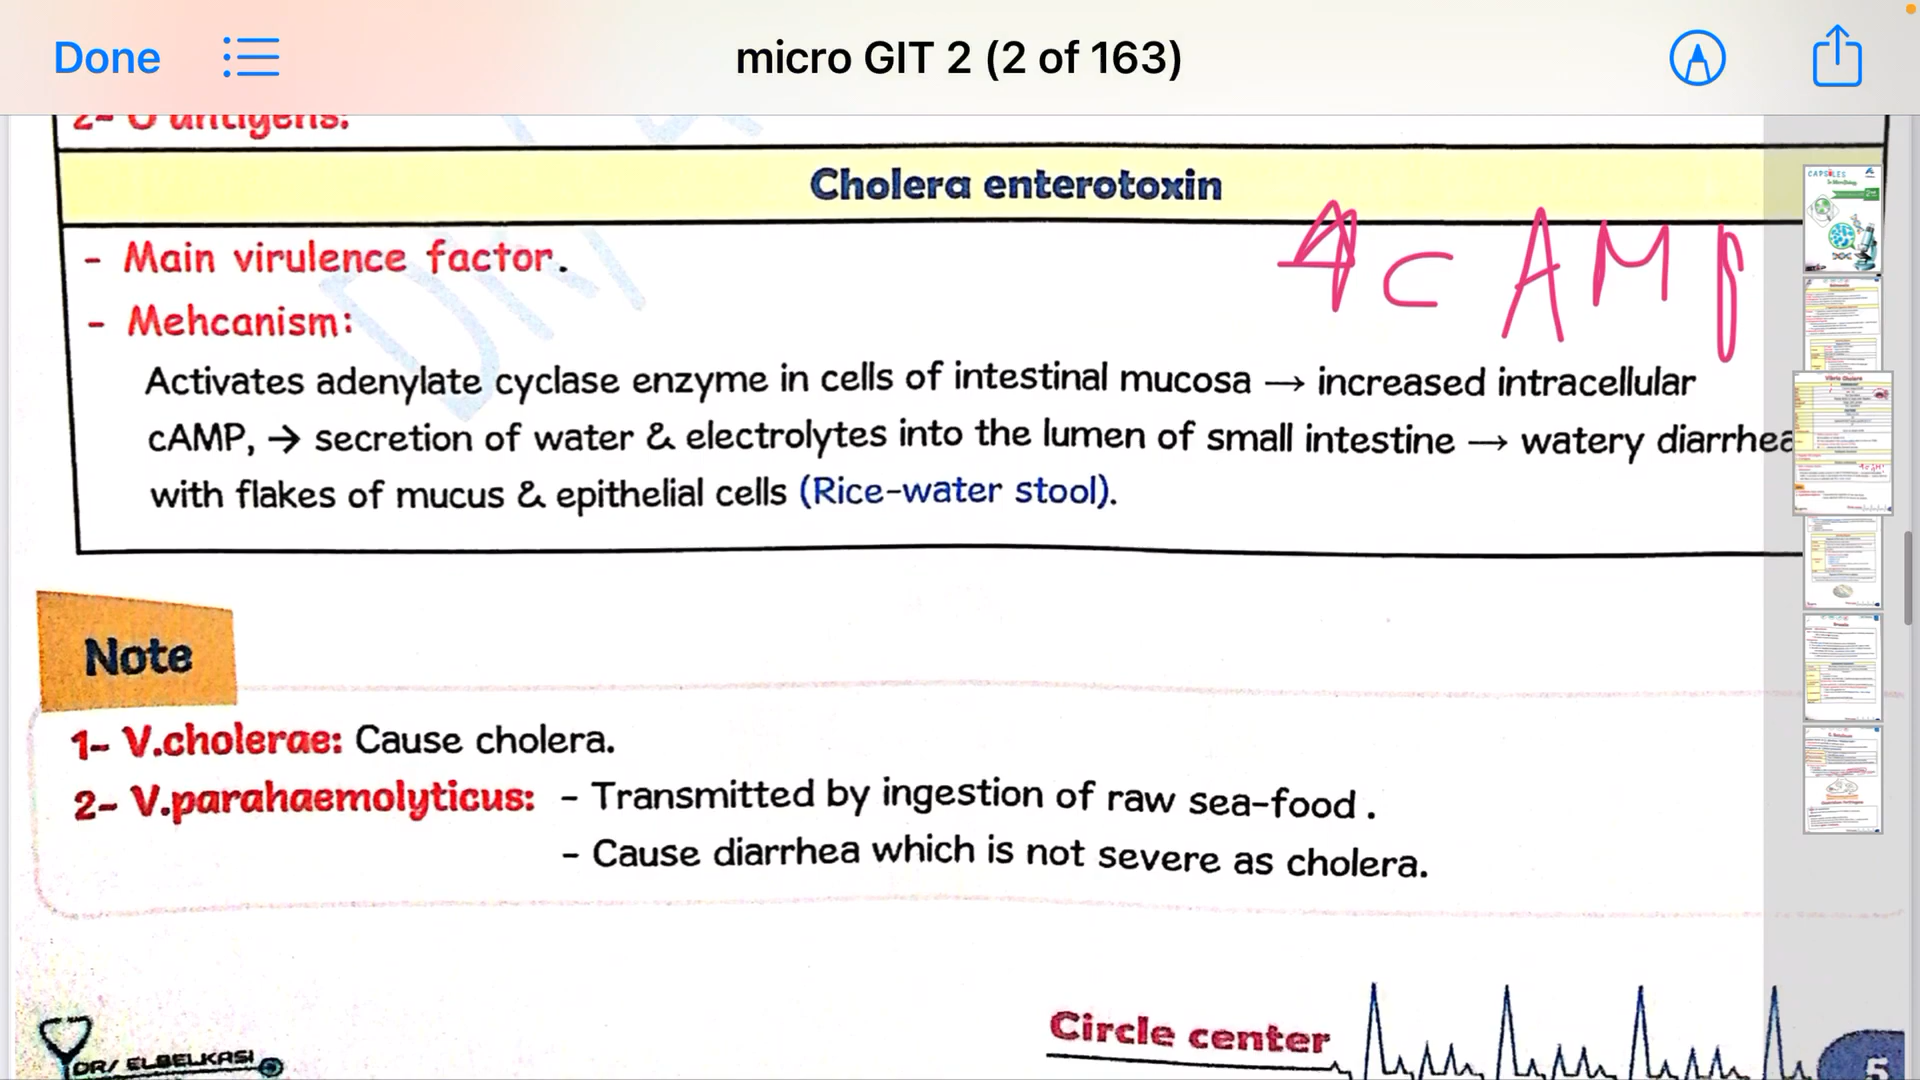 Done
micro GIT 2 (2 of 163)
2- O antigens:
Cholera enterotoxin
↑ c AMP
- Main virulence factor.
- Mehcanism:
Activates adenylate cyclase enzyme in cells of intestinal mucosa → increased intracellular
cAMP, → secretion of water & electrolytes into the lumen of small intestine → watery diarrhea
with flakes of mucus & epithelial cells (Rice-water stool).
Note
1- V.cholerae: Cause cholera.
2- V.parahaemolyticus: - Transmitted by ingestion of raw sea-food.
- Cause diarrhea which is not severe as cholera.
DR/ ELBELKASI
Circle center
5